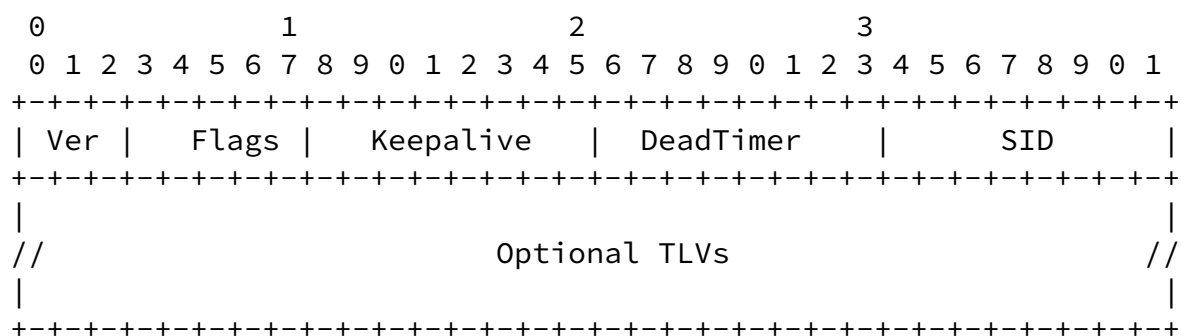 0                   1                   2                   3
 0 1 2 3 4 5 6 7 8 9 0 1 2 3 4 5 6 7 8 9 0 1 2 3 4 5 6 7 8 9 0 1
+-+-+-+-+-+-+-+-+-+-+-+-+-+-+-+-+-+-+-+-+-+-+-+-+-+-+-+-+-+-+-+-+
| Ver |   Flags |   Keepalive   |  DeadTimer    |      SID      |
+-+-+-+-+-+-+-+-+-+-+-+-+-+-+-+-+-+-+-+-+-+-+-+-+-+-+-+-+-+-+-+-+
|                                                               |
//                         Optional TLVs                       //
|                                                               |
+-+-+-+-+-+-+-+-+-+-+-+-+-+-+-+-+-+-+-+-+-+-+-+-+-+-+-+-+-+-+-+-+